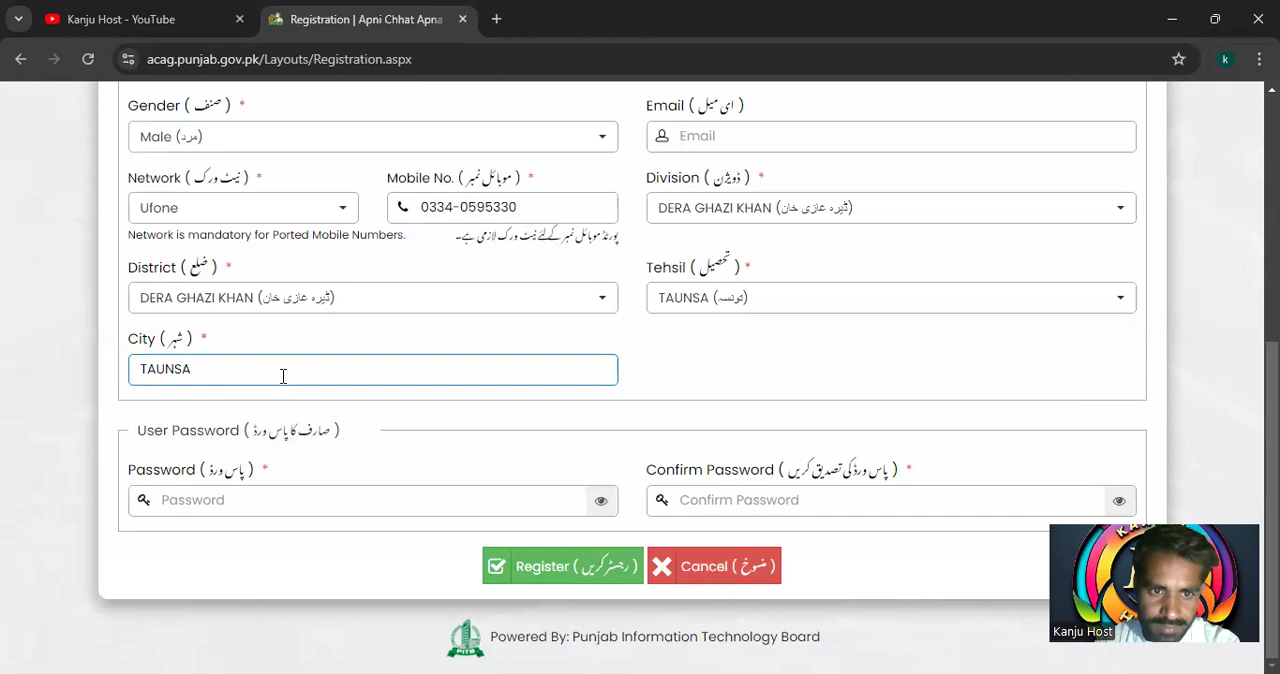 Kanju Host - YouTube
Registration | Apni Chhat Apna
acag.punjab.gov.pk/Layouts/Registration.aspx
k
Gender ( صنف ) *
Email ( ای میل )
Male (مرد)
Email
Network ( نیٹ ورک ) *
Mobile No. ( موبائل نمبر ) *
Division ( ڈویژن ) *
Ufone
0334-0595330
DERA GHAZI KHAN (ڈیرہ غازی خان)
Network is mandatory for Ported Mobile Numbers.
پورٹڈ موبائل نمبر کے لئے نیٹ ورک لازمی ہے۔
District ( ضلع ) *
Tehsil ( تحصیل ) *
DERA GHAZI KHAN (ڈیرہ غازی خان)
TAUNSA (تونسہ)
City ( شہر ) *
TAUNSA
User Password ( صارف کا پاس ورڈ )
Password ( پاس ورڈ ) *
Confirm Password ( پاس ورڈ کی تصدیق کریں ) *
Password
Confirm Password
Register ( رجسٹر کریں )
Cancel ( منسوخ )
PITB
Powered By: Punjab Information Technology Board
Kanju Host